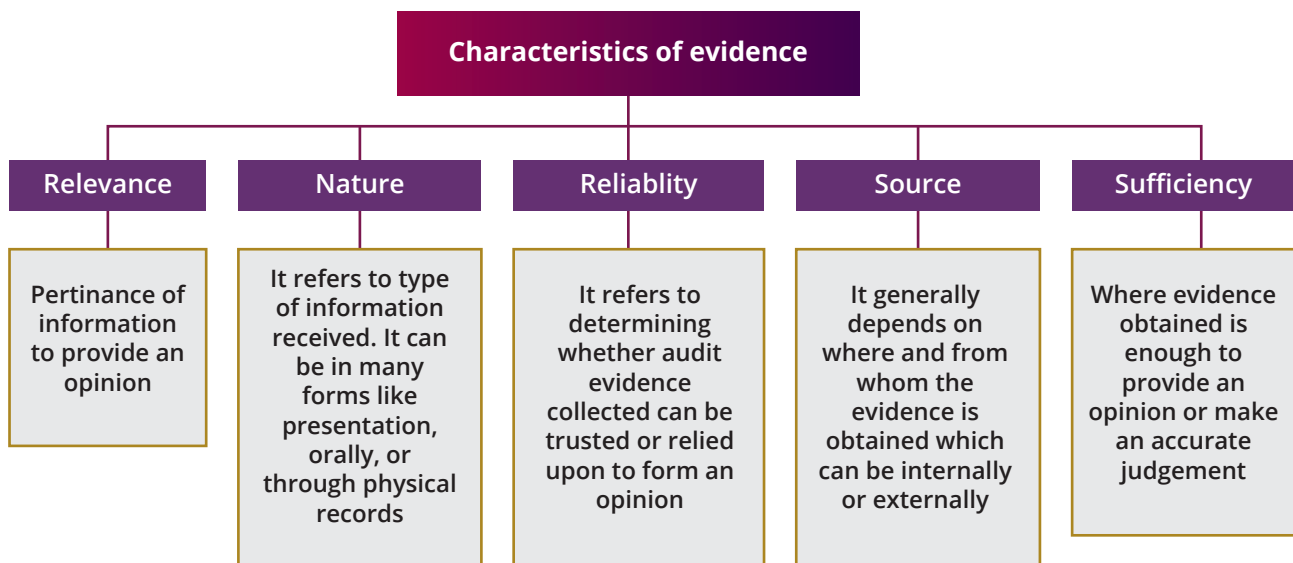 Characteristics of evidence
Relevance
Nature
Reliablity
Source
Sufficiency
Pertinance of
information
to provide an
opinion
It refers to type
of information
received. It can
be in many
forms like
presentation,
orally, or
through physical
records
It refers to
determining
whether audit
evidence
collected can be
trusted or relied
upon to form an
opinion
It generally
depends on
where and from
whom the
evidence is
obtained which
can be internally
or externally
Where evidence
obtained is
enough to
provide an
opinion or make
an accurate
judgement